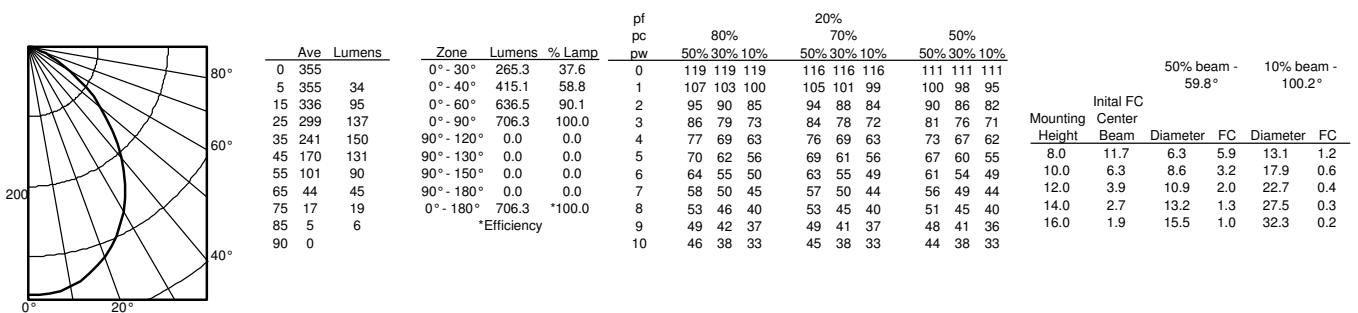 80°
60°
200
40°
0° 20°
Ave Lumens
0 355
5 355 34
15 336 95
25 299 137
35 241 150
45 170 131
55 101 90
65 44 45
75 17 19
85 5 6
90 0
Zone Lumens % Lamp
0°- 30° 265.3 37.6
0°- 40° 415.1 58.8
0°- 60° 636.5 90.1
0°- 90° 706.3 100.0
90°- 120° 0.0 0.0
90°- 130° 0.0 0.0
90°- 150° 0.0 0.0
90°- 180° 0.0 0.0
0°- 180° 706.3 *100.0
*Efficiency
pf 20%
pc 80% 70% 50%
pw 50% 30% 10% 50% 30% 10% 50% 30% 10%
0 119 119 119 116 116 116 111 111 111
1 107 103 100 105 101 99 100 98 95
2 95 90 85 94 88 84 90 86 82
3 86 79 73 84 78 72 81 76 71
4 77 69 63 76 69 63 73 67 62
5 70 62 56 69 61 56 67 60 55
6 64 55 50 63 55 49 61 54 49
7 58 50 45 57 50 44 56 49 44
8 53 46 40 53 45 40 51 45 40
9 49 42 37 49 41 37 48 41 36
10 46 38 33 45 38 33 44 38 33
50% beam - 10% beam -
59.8° 100.2°
Inital FC
Mounting Center
Height Beam Diameter FC Diameter FC
8.0 11.7 6.3 5.9 13.1 1.2
10.0 6.3 8.6 3.2 17.9 0.6
12.0 3.9 10.9 2.0 22.7 0.4
14.0 2.7 13.2 1.3 27.5 0.3
16.0 1.9 15.5 1.0 32.3 0.2